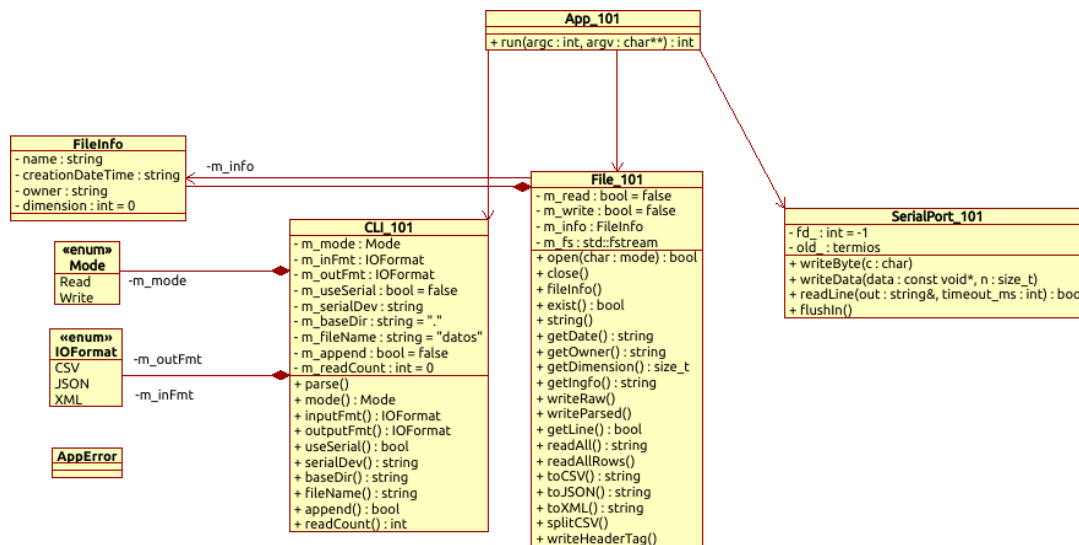 App_101
+ run(argc : int, argv : char**) : int
FileInfo
- name : string
- creationDateTime : string
- owner : string
- dimension : int = 0
-m_info
File_101
- m_read : bool = false
- m_write : bool = false
- m_info : FileInfo
- m_fs : std::fstream
+ open(char : mode) : bool
+ close()
+ fileInfo()
+ exist() : bool
+ string()
+ getDate() : string
+ getOwner() : string
+ getDimension() : size_t
+ getIngfo() : string
+ writeRaw()
+ writeParsed()
+ getLine() : bool
+ readAll() : string
+ readAllRows()
+ toCSV() : string
+ toJSON() : string
+ toXML() : string
+ splitCSV()
+ writeHeaderTag()
SerialPort_101
- fd_ : int = -1
- old_ : termios
+ writeByte(c : char)
+ writeData(data : const void*, n : size_t)
+ readLine(out : string&, timeout_ms : int) : bool
+ flushIn()
CLI_101
- m_mode : Mode
- m_inFmt : IOFormat
- m_outFmt : IOFormat
- m_useSerial : bool = false
- m_serialDev : string
- m_baseDir : string = "."
- m_fileName : string = "datos"
- m_append : bool = false
- m_readCount : int = 0
+ parse()
+ mode() : Mode
+ inputFmt() : IOFormat
+ outputFmt() : IOFormat
+ useSerial() : bool
+ serialDev() : string
+ baseDir() : string
+ fileName() : string
+ append() : bool
+ readCount() : int
«enum»
Mode
Read
Write
-m_mode
«enum»
IOFormat
CSV
JSON
XML
-m_outFmt
-m_inFmt
AppError